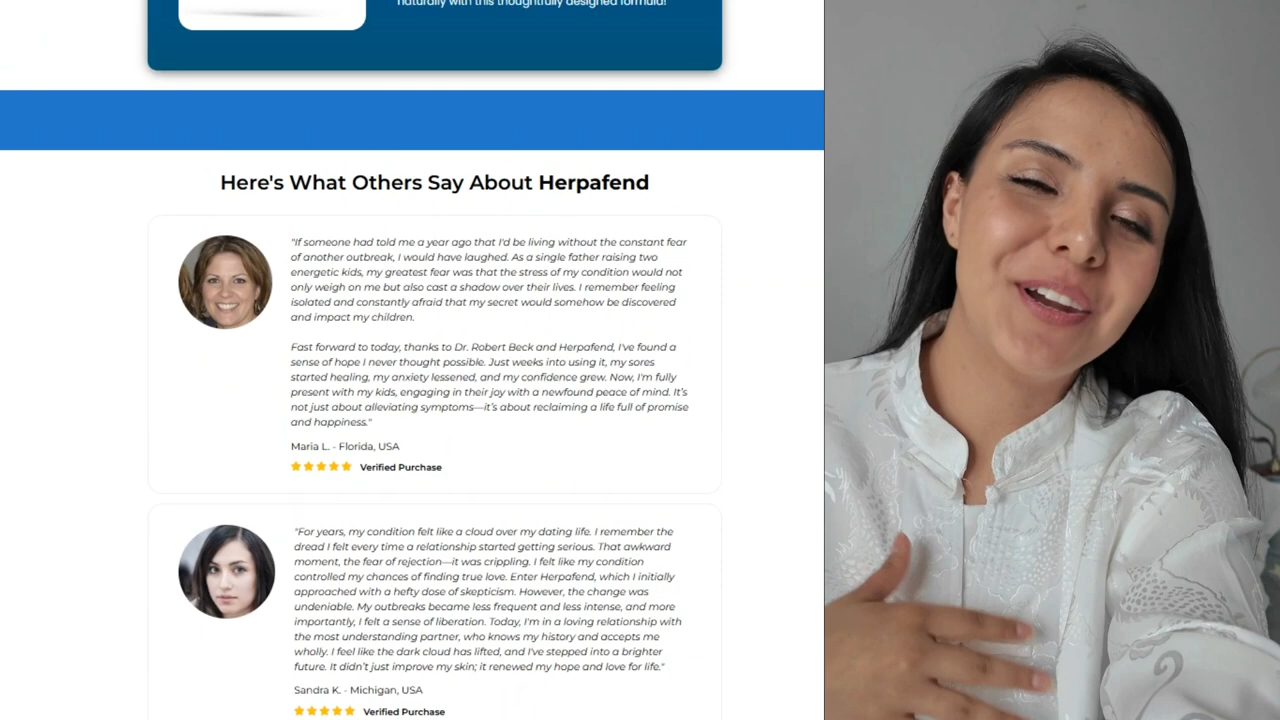 naturally with this thoughtfully designed formula!
Here's What Others Say About Herpafend
"If someone had told me a year ago that I'd be living without the constant fear
of another outbreak, I would have laughed. As a single father raising two
energetic kids, my greatest fear was that the stress of my condition would not
only weigh on me but also cast a shadow over their lives. I remember feeling
isolated and constantly afraid that my secret would somehow be discovered
and impact my children.
Fast forward to today, thanks to Dr. Robert Beck and Herpafend, I've found a
sense of hope I never thought possible. Just weeks into using it, my sores
started healing, my anxiety lessened, and my confidence grew. Now, I'm fully
present with my kids, engaging in their joy with a newfound peace of mind. It's
not just about alleviating symptoms—it's about reclaiming a life full of promise
and happiness."
Maria L. - Florida, USA
Verified Purchase
"For years, my condition felt like a cloud over my dating life. I remember the
dread I felt every time a relationship started getting serious. That awkward
moment, the fear of rejection—it was crippling. I felt like my condition
controlled my chances of finding true love. Enter Herpafend, which I initially
approached with a hefty dose of skepticism. However, the change was
undeniable. My outbreaks became less frequent and less intense, and more
importantly, I felt a sense of liberation. Today, I'm in a loving relationship with
the most understanding partner, who knows my history and accepts me
wholly. I feel like the dark cloud has lifted, and I've stepped into a brighter
future. It didn't just improve my skin; it renewed my hope and love for life."
Sandra K. - Michigan, USA
Verified Purchase